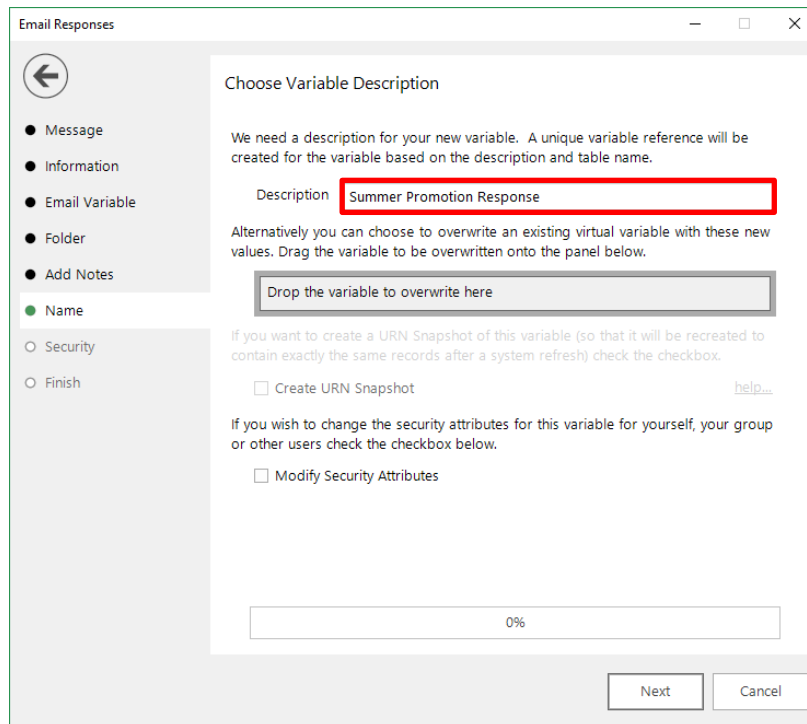 Email Responses
Message
Information
Email Variable
Folder
Add Notes
Name
Security
Finish
Choose Variable Description
We need a description for your new variable.  A unique variable reference will be
created for the variable based on the description and table name.
Description Summer Promotion Response
Alternatively you can choose to overwrite an existing virtual variable with these new
values. Drag the variable to be overwritten onto the panel below.
Drop the variable to overwrite here
If you want to create a URN Snapshot of this variable (so that it will be recreated to
contain exactly the same records after a system refresh) check the checkbox.
Create URN Snapshot help...
If you wish to change the security attributes for this variable for yourself, your group
or other users check the checkbox below.
Modify Security Attributes
0%
Next Cancel